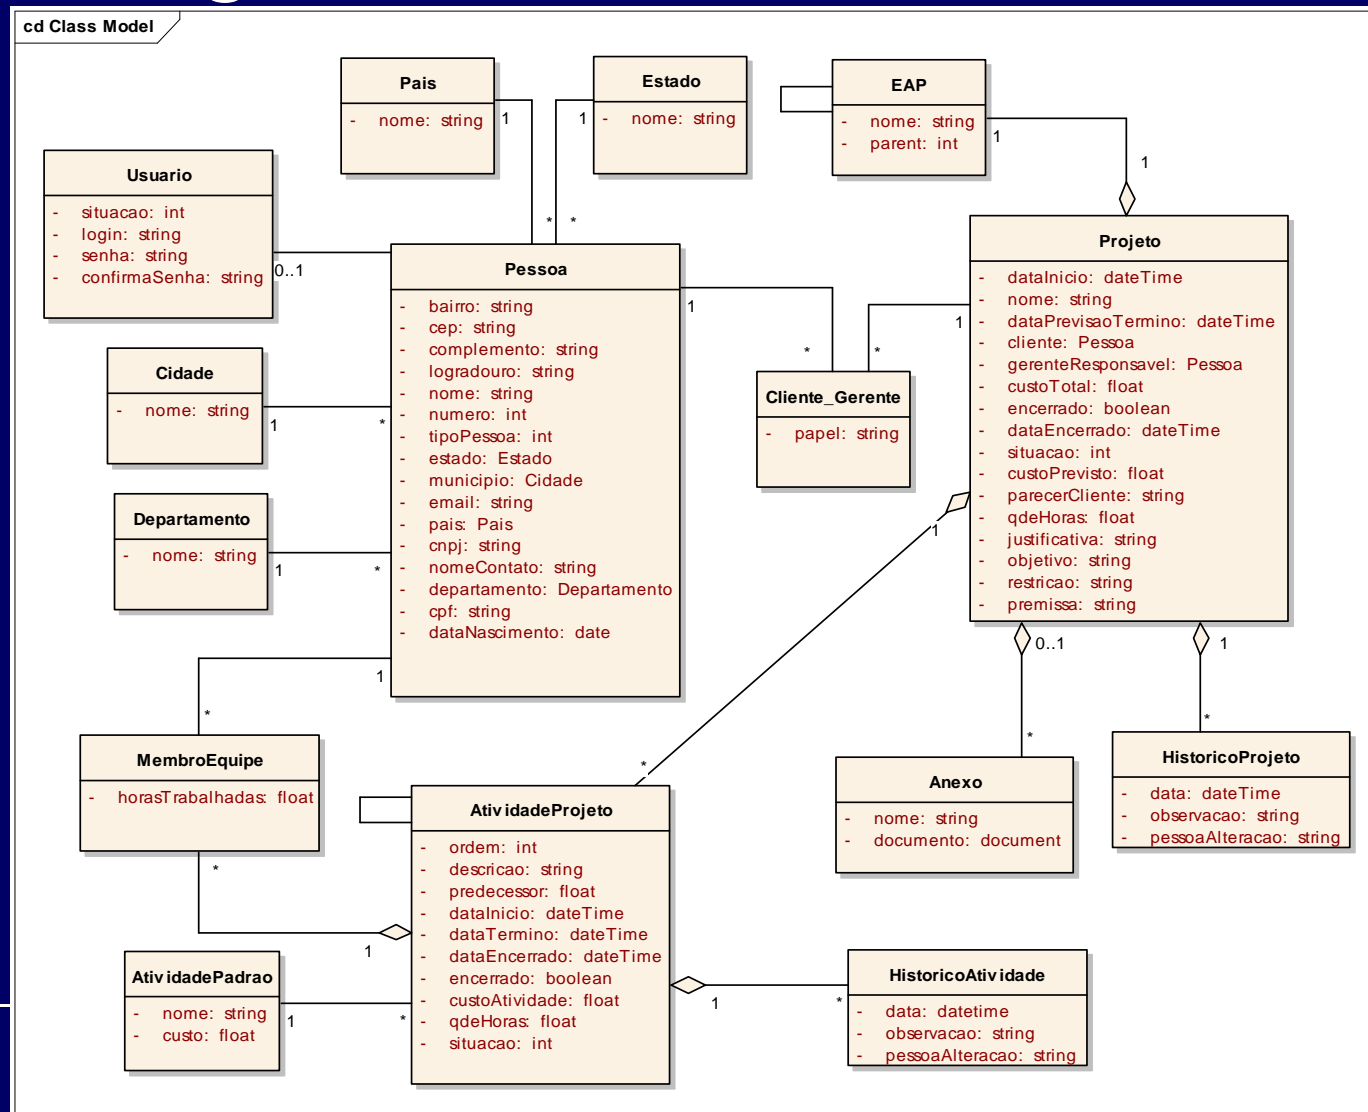 cd Class Model
Pais
- nome: string
1
*
Estado
- nome: string
1
*
EAP
- nome: string
- parent: int
1
1
Usuario
- situacao: int
- login: string
- senha: string
- confirmaSenha: string
0..1
Pessoa
- bairro: string
- cep: string
- complemento: string
- logradouro: string
- nome: string
- numero: int
- tipoPessoa: int
- estado: Estado
- municipio: Cidade
- email: string
- pais: Pais
- cnpj: string
- nomeContato: string
- departamento: Departamento
- cpf: string
- dataNascimento: date
1
*
Projeto
- dataInicio: dateTime
- nome: string
- dataPrevisaoTermino: dateTime
- cliente: Pessoa
- gerenteResponsavel: Pessoa
- custoTotal: float
- encerrado: boolean
- dataEncerrado: dateTime
- situacao: int
- custoPrevisto: float
- parecerCliente: string
- qdeHoras: float
- justificativa: string
- objetivo: string
- restricao: string
- premissa: string
1
*
Cidade
- nome: string
1
*
Cliente_Gerente
- papel: string
Departamento
- nome: string
1
*
1
*
1
*
0..1
*
1
*
MembroEquipe
- horasTrabalhadas: float
*
1
AtividadeProjeto
- ordem: int
- descricao: string
- predecessor: float
- dataInicio: dateTime
- dataTermino: dateTime
- dataEncerrado: dateTime
- encerrado: boolean
- custoAtividade: float
- qdeHoras: float
- situacao: int
Anexo
- nome: string
- documento: document
HistoricoProjeto
- data: dateTime
- observacao: string
- pessoaAlteracao: string
AtividadePadrao
- nome: string
- custo: float
1
*
1
*
HistoricoAtividade
- data: datetime
- observacao: string
- pessoaAlteracao: string